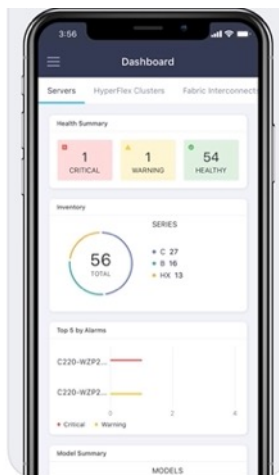 3:56
Dashboard
Servers HyperFlex Clusters Fabric Interconnects
Health Summary
1 1 54
CRITICAL WARNING HEALTHY
Inventory
SERIES
56
TOTAL
C 27
B 16
HX 13
Top 5 by Alarms
C220-WZP2...
C220-WZP2...
0 2 4
Critical Warning
Model Summary
MODELS